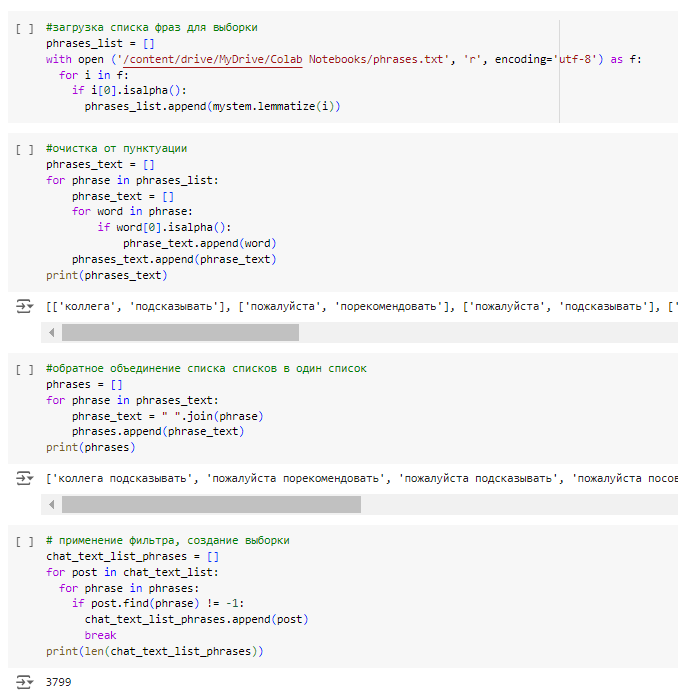 [ ] #загрузка списка фраз для выборки
phrases_list = []
with open ('/content/drive/MyDrive/Colab Notebooks/phrases.txt', 'r', encoding='utf-8') as f:
  for i in f:
    if i[0].isalpha():
      phrases_list.append(mystem.lemmatize(i))
[ ] #очистка от пунктуации
phrases_text = []
for phrase in phrases_list:
    phrase_text = []
    for word in phrase:
        if word[0].isalpha():
            phrase_text.append(word)
    phrases_text.append(phrase_text)
print(phrases_text)
[['коллега', 'подсказывать'], ['пожалуйста', 'порекомендовать'], ['пожалуйста', 'подсказывать'], ['
[ ] #обратное объединение списка списков в один список
phrases = []
for phrase in phrases_text:
    phrase_text = " ".join(phrase)
    phrases.append(phrase_text)
print(phrases)
['коллега подсказывать', 'пожалуйста порекомендовать', 'пожалуйста подсказывать', 'пожалуйста посов
[ ] # применение фильтра, создание выборки
chat_text_list_phrases = []
for post in chat_text_list:
  for phrase in phrases:
    if post.find(phrase) != -1:
      chat_text_list_phrases.append(post)
      break
print(len(chat_text_list_phrases))
3799